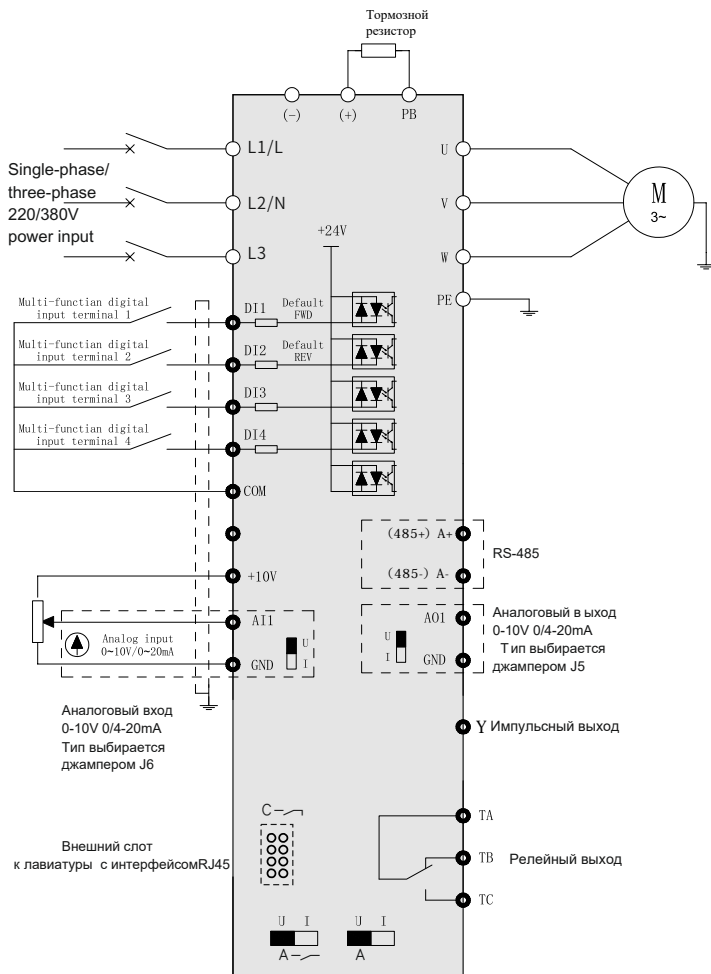 Тормозной
резистор
(-) (+) PB
L1/L
U
Single-phase/
three-phase
220/380V
power input
L2/N
V
M
3~
+24V
L3
W
PE
Multi-functian digital
input terminal 1
DI1
Default
FWD
Multi-functian digital
input terminal 2
DI2
Default
REV
Multi-functian digital
input terminal 3
DI3
Multi-functian digital
input terminal 4
DI4
COM
(485+) A+
(485-) A-
RS-485
+10V
AI1
Analog input
0~10V/0~20mA
U
I
GND
AO1
U
I
GND
Аналоговый в ыход
0-10V 0/4-20mA
Тип выбирается
джампером J5
Аналоговый вход
0-10V 0/4-20mA
Тип выбирается
джампером J6
Y Импульсный выход
C
Внешний слот
к лавиатуры с интерфейсомRJ45
TA
TB Релейный выход
TC
U I
A
U I
A